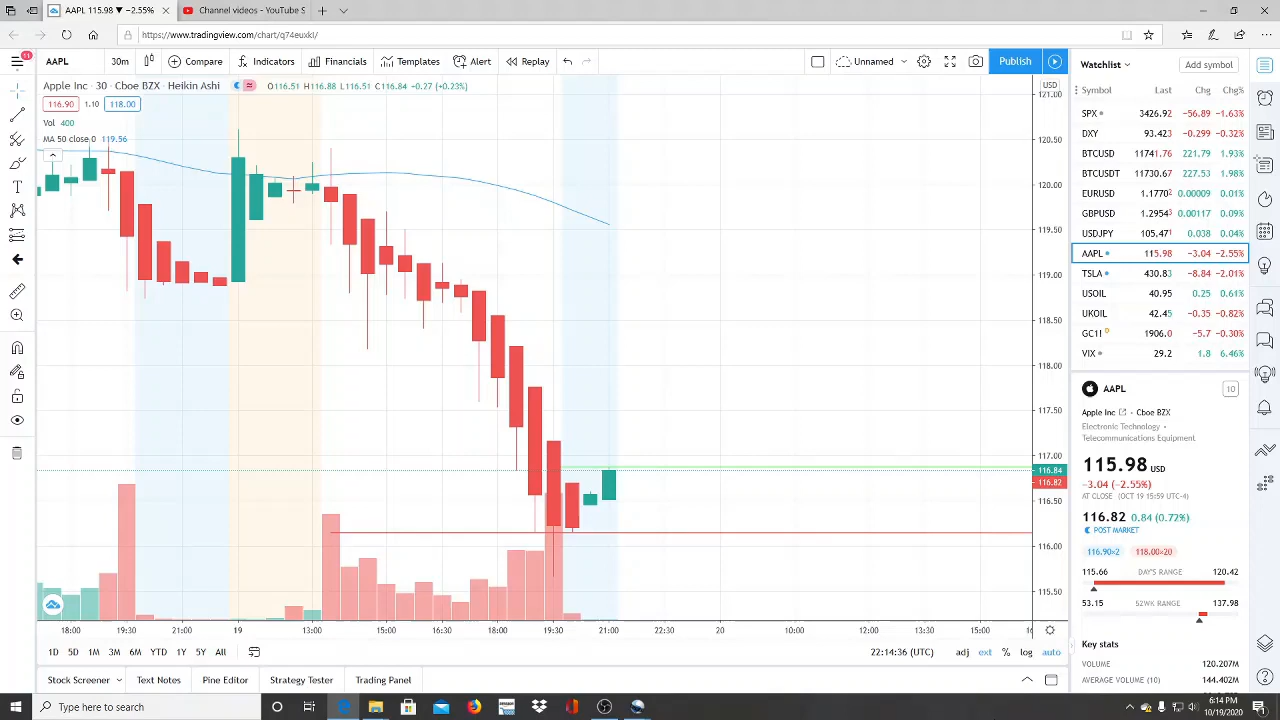 AAPL 115.98 ▼ −2.55%
Channel videos - YouTube S
https://www.tradingview.com/chart/q74euxkl/
11
AAPL 30m Compare Indicators Financials Templates Alert Replay Unnamed Publish
Apple Inc · 30 · Cboe BZX · Heikin Ashi O116.51 H116.88 L116.51 C116.84 −0.27 (+0.23%)
116.90 1.10 118.00
Vol 400
MA 50 close 0 119.56
USD
121.00
120.50
120.00
119.50
119.00
118.50
118.00
117.50
117.00
116.84
116.82
116.50
116.00
115.50
18:00 19:30 21:00 19 13:00 15:00 16:30 18:00 19:30 21:00 22:30 20 10:00 12:00 13:30 15:00 16
1D 5D 1M 3M 6M YTD 1Y 5Y All 22:14:36 (UTC) adj ext % log auto
Stock Screener Text Notes Pine Editor Strategy Tester Trading Panel
Watchlist Add symbol
Symbol Last Chg Chg%
SPX 3426.92 −56.89 −1.63%
DXY 93.423 −0.299 −0.32%
BTCUSD 11741.76 221.79 1.93%
BTCUSDT 11730.67 227.53 1.98%
EURUSD 1.17702 0.00009 0.01%
GBPUSD 1.29543 0.00117 0.09%
USDJPY 105.471 0.038 0.04%
AAPL 115.98 −3.04 −2.55%
TSLA 430.83 −8.84 −2.01%
USOIL 40.95 0.25 0.61%
UKOIL 42.45 −0.35 −0.82%
GC1! 1906.0 −5.7 −0.30%
VIX 29.2 1.8 6.46%
AAPL 10
Apple Inc · Cboe BZX
Electronic Technology ·
Telecommunications Equipment
115.98 USD
−3.04 (−2.55%)
AT CLOSE (OCT 19 15:59 UTC-4)
116.82 0.84 (0.72%)
POST MARKET
116.90×2 118.00×20
115.66 DAY'S RANGE 120.42
53.15 52WK RANGE 137.98
Key stats
VOLUME 120.207M
AVERAGE VOLUME (10) 144.402M
Type here to search
6:14 PM
10/19/2020